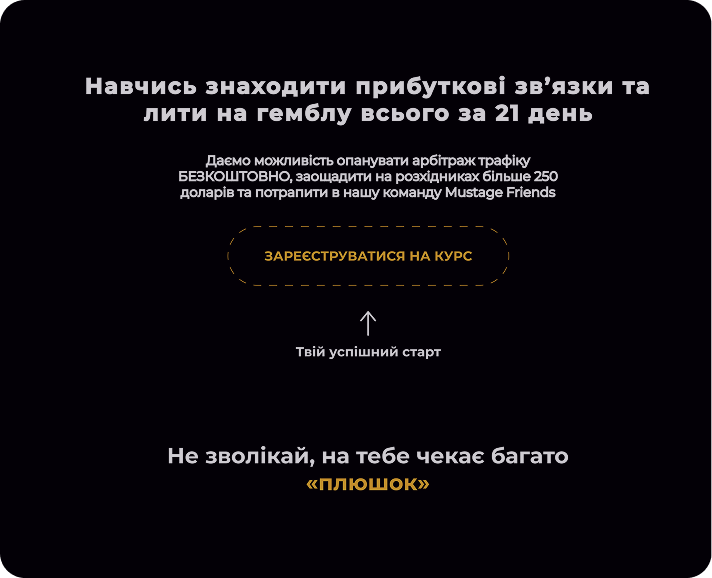 Навчись знаходити прибуткові зв’язки та
лити на гемблу всього за 21 день
Даємо можливість опанувати арбітраж трафіку
БЕЗКОШТОВНО, заощадити на розхідниках більше 250
доларів та потрапити в нашу команду Mustage Friends
ЗАРЕЄСТРУВАТИСЯ НА КУРС
Твій успішний старт
Не зволікай, на тебе чекає багато
«плюшок»